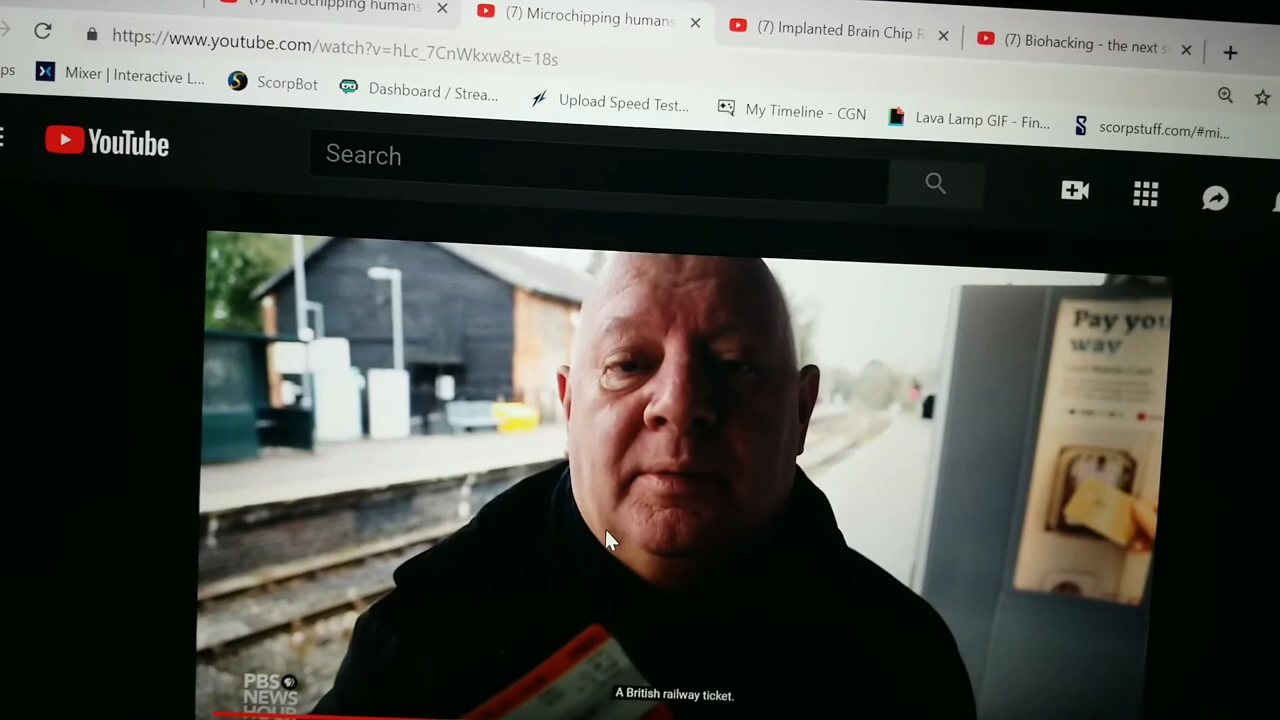 (7) Microchipping humans
(7) Microchipping humans
(7) Implanted Brain Chip R
(7) Biohacking - the next s
https://www.youtube.com/watch?v=hLc_7CnWkxw&t=18s
ps
Mixer | Interactive L...
ScorpBot
Dashboard / Strea...
Upload Speed Test...
My Timeline - CGN
Lava Lamp GIF - Fin...
scorpstuff.com/#mi...
YouTube
Search
Pay you
way
PBS
NEWS
HOUR
A British railway ticket.